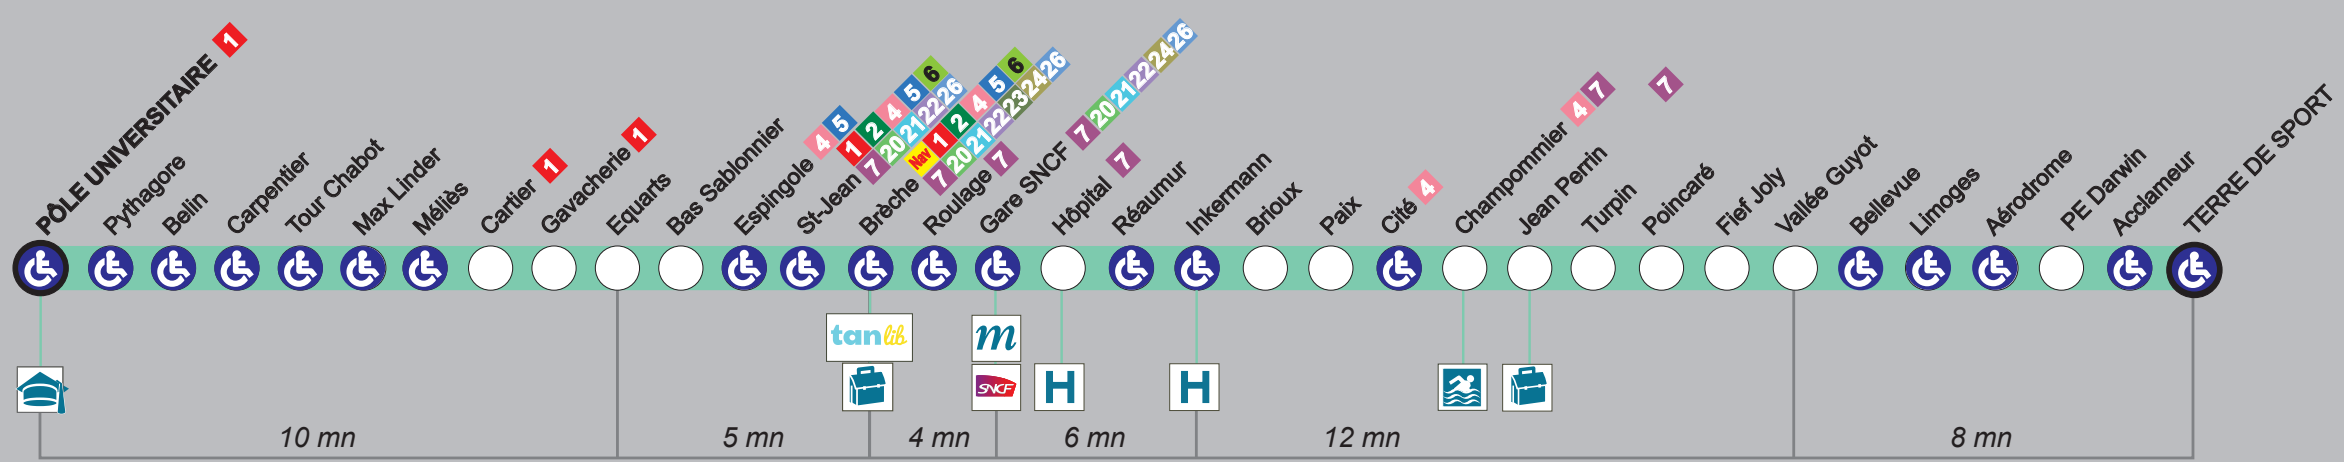 PÔLE UNIVERSITAIRE 1
Pythagore
Belin
Carpentier
Tour Chabot
Max Linder
Méliès
Cartier 1
Gavacherie 1
Equarts
Bas Sablonnier
Espingole 4 5
St-Jean 1 2 4 5 6
7 20 21 22 26
Brèche Nav 1 2 4 5 6
7 20 21 22 23 24 26
Roulage 7
Gare SNCF 7 20 21 22 24 26
Hôpital 7
Réaumur
Inkermann
Brioux
Paix
Cité 4
Champommier 4 7
Jean Perrin
7
Turpin
Poincaré
Fief Joly
Vallée Guyot
Bellevue
Limoges
Aérodrome
PE Darwin
Acclameur
TERRE DE SPORT
tanlib
m
SNCF
H
H
10 mn
5 mn
4 mn
6 mn
12 mn
8 mn